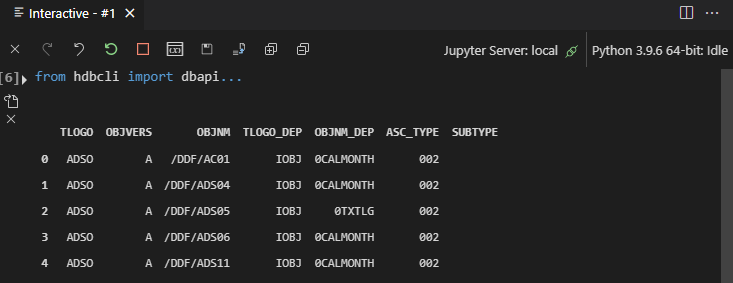 Interactive - #1
Jupyter Server: local Python 3.9.6 64-bit: Idle
[6] from hdbcli import dbapi...
TLOGO OBJVERS OBJNM TLOGO_DEP OBJNM_DEP ASC_TYPE SUBTYPE
0 ADSO A /DDF/AC01 IOBJ 0CALMONTH 002
1 ADSO A /DDF/ADS04 IOBJ 0CALMONTH 002
2 ADSO A /DDF/ADS05 IOBJ 0TXTLG 002
3 ADSO A /DDF/ADS06 IOBJ 0CALMONTH 002
4 ADSO A /DDF/ADS11 IOBJ 0CALMONTH 002